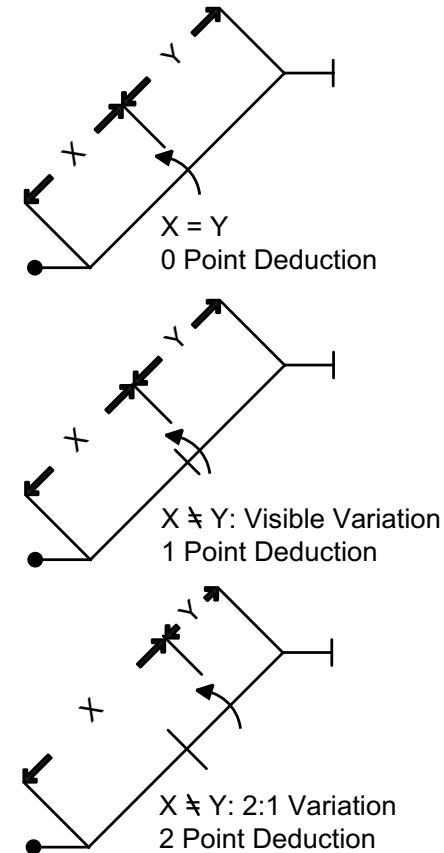 Y
X
X = Y
0 Point Deduction
Y
X
X ≠ Y: Visible Variation
1 Point Deduction
Y
X
X ≠ Y: 2:1 Variation
2 Point Deduction